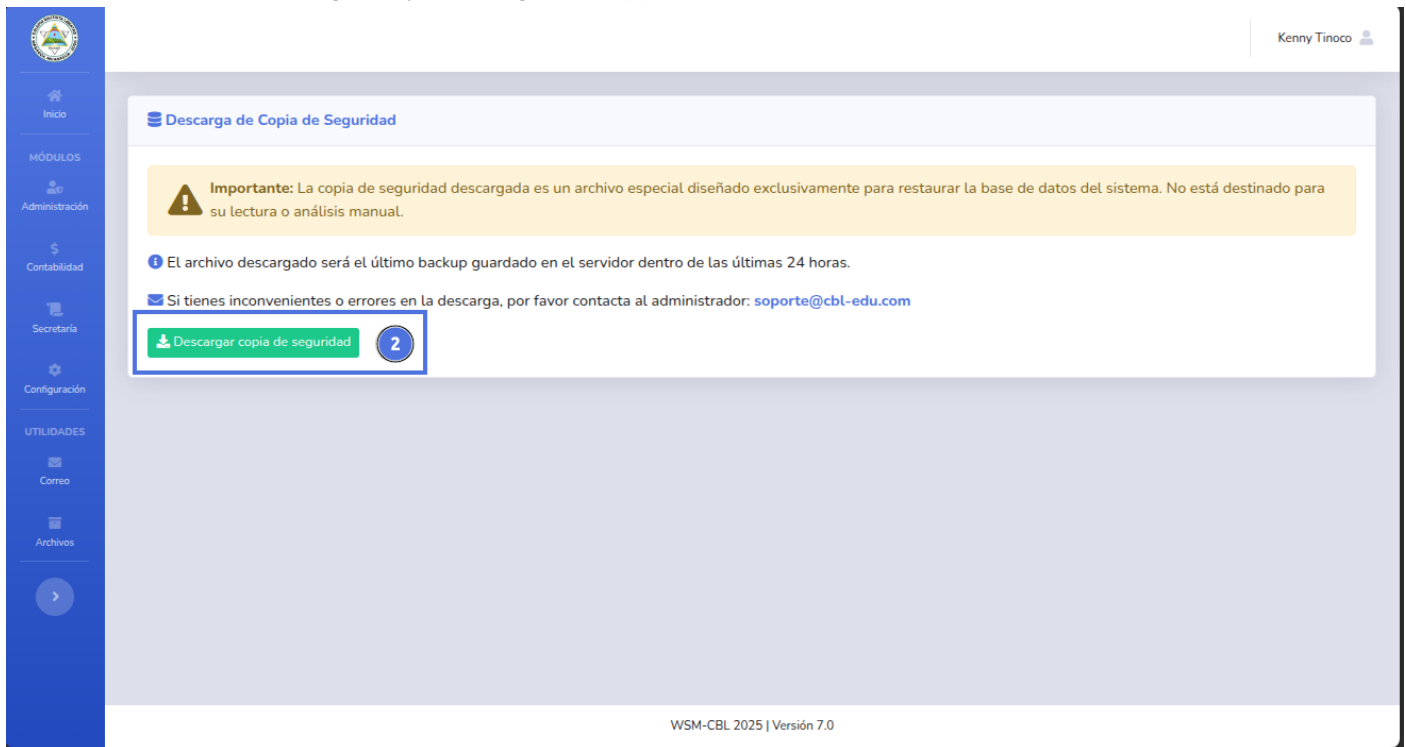 Kenny Tinoco
Inicio
MÓDULOS
Administración
Contabilidad
Secretaría
Configuración
UTILIDADES
Correo
Archivos
Descarga de Copia de Seguridad
Importante: La copia de seguridad descargada es un archivo especial diseñado exclusivamente para restaurar la base de datos del sistema. No está destinado para
su lectura o análisis manual.
El archivo descargado será el último backup guardado en el servidor dentro de las últimas 24 horas.
Si tienes inconvenientes o errores en la descarga, por favor contacta al administrador: soporte@cbl-edu.com
Descargar copia de seguridad
2
WSM-CBL 2025 | Versión 7.0